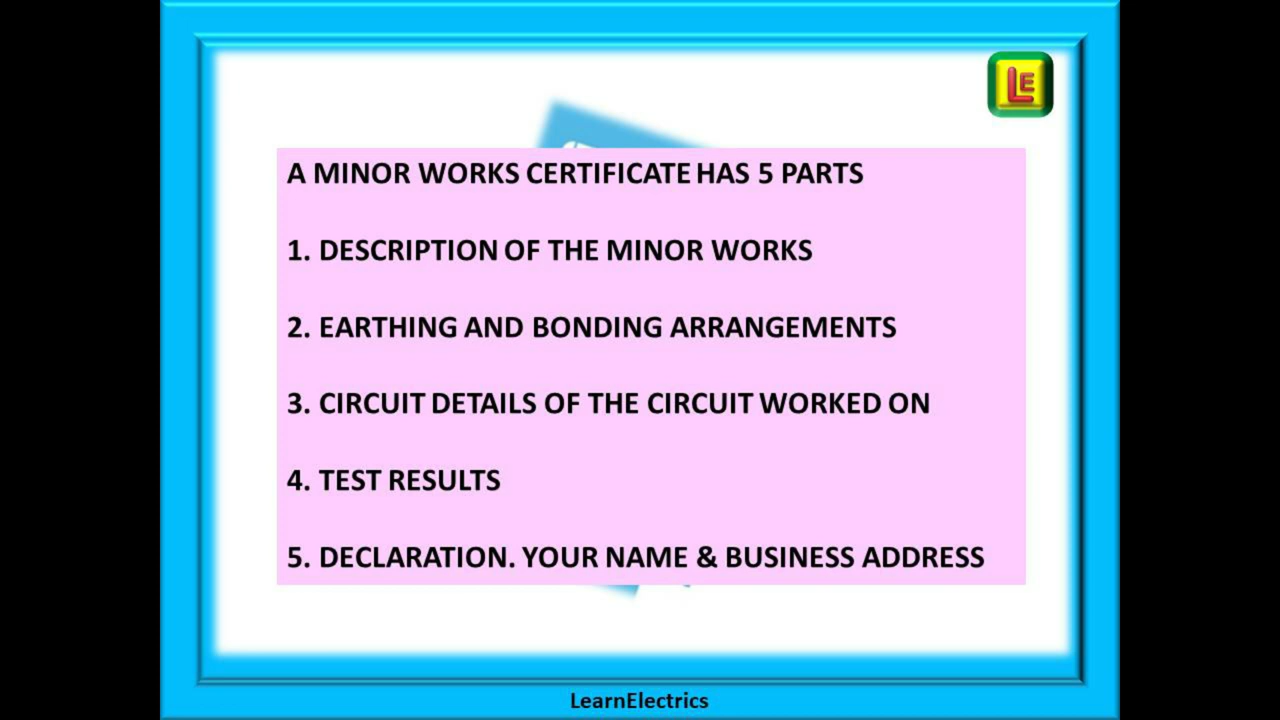 LE
A MINOR WORKS CERTIFICATE HAS 5 PARTS
1. DESCRIPTION OF THE MINOR WORKS
2. EARTHING AND BONDING ARRANGEMENTS
3. CIRCUIT DETAILS OF THE CIRCUIT WORKED ON
4. TEST RESULTS
5. DECLARATION. YOUR NAME & BUSINESS ADDRESS
LearnElectrics